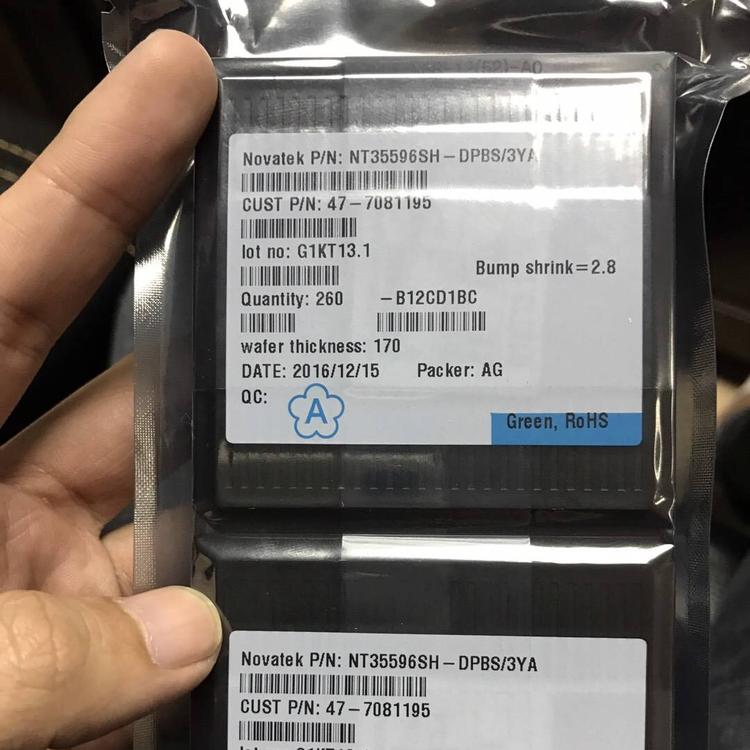 Novatek P/N: NT35596SH-DPBS/3YA
CUST P/N: 47-7081195
lot no: G1KT13.1
Bump shrink=2.8
Quantity: 260 -B12CD1BC
wafer thickness: 170
DATE: 2016/12/15 Packer: AG
QC: A
Green, RoHS
Novatek P/N: NT35596SH-DPBS/3YA
CUST P/N: 47-7081195